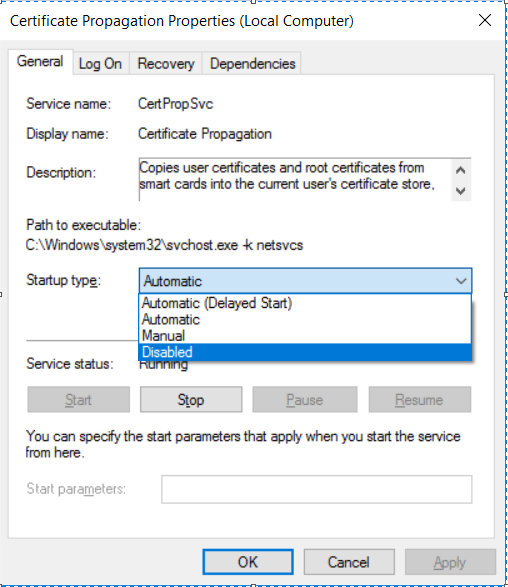 Certificate Propagation Properties (Local Computer)
General Log On Recovery Dependencies
Service name: CertPropSvc
Display name: Certificate Propagation
Description: Copies user certificates and root certificates from
smart cards into the current user's certificate store,
Path to executable:
C:\Windows\system32\svchost.exe -k netsvcs
Startup type: Automatic
Automatic (Delayed Start)
Automatic
Manual
Disabled
Service status: Running
Start Stop Pause Resume
You can specify the start parameters that apply when you start the service
from here.
Start parameters:
OK Cancel Apply